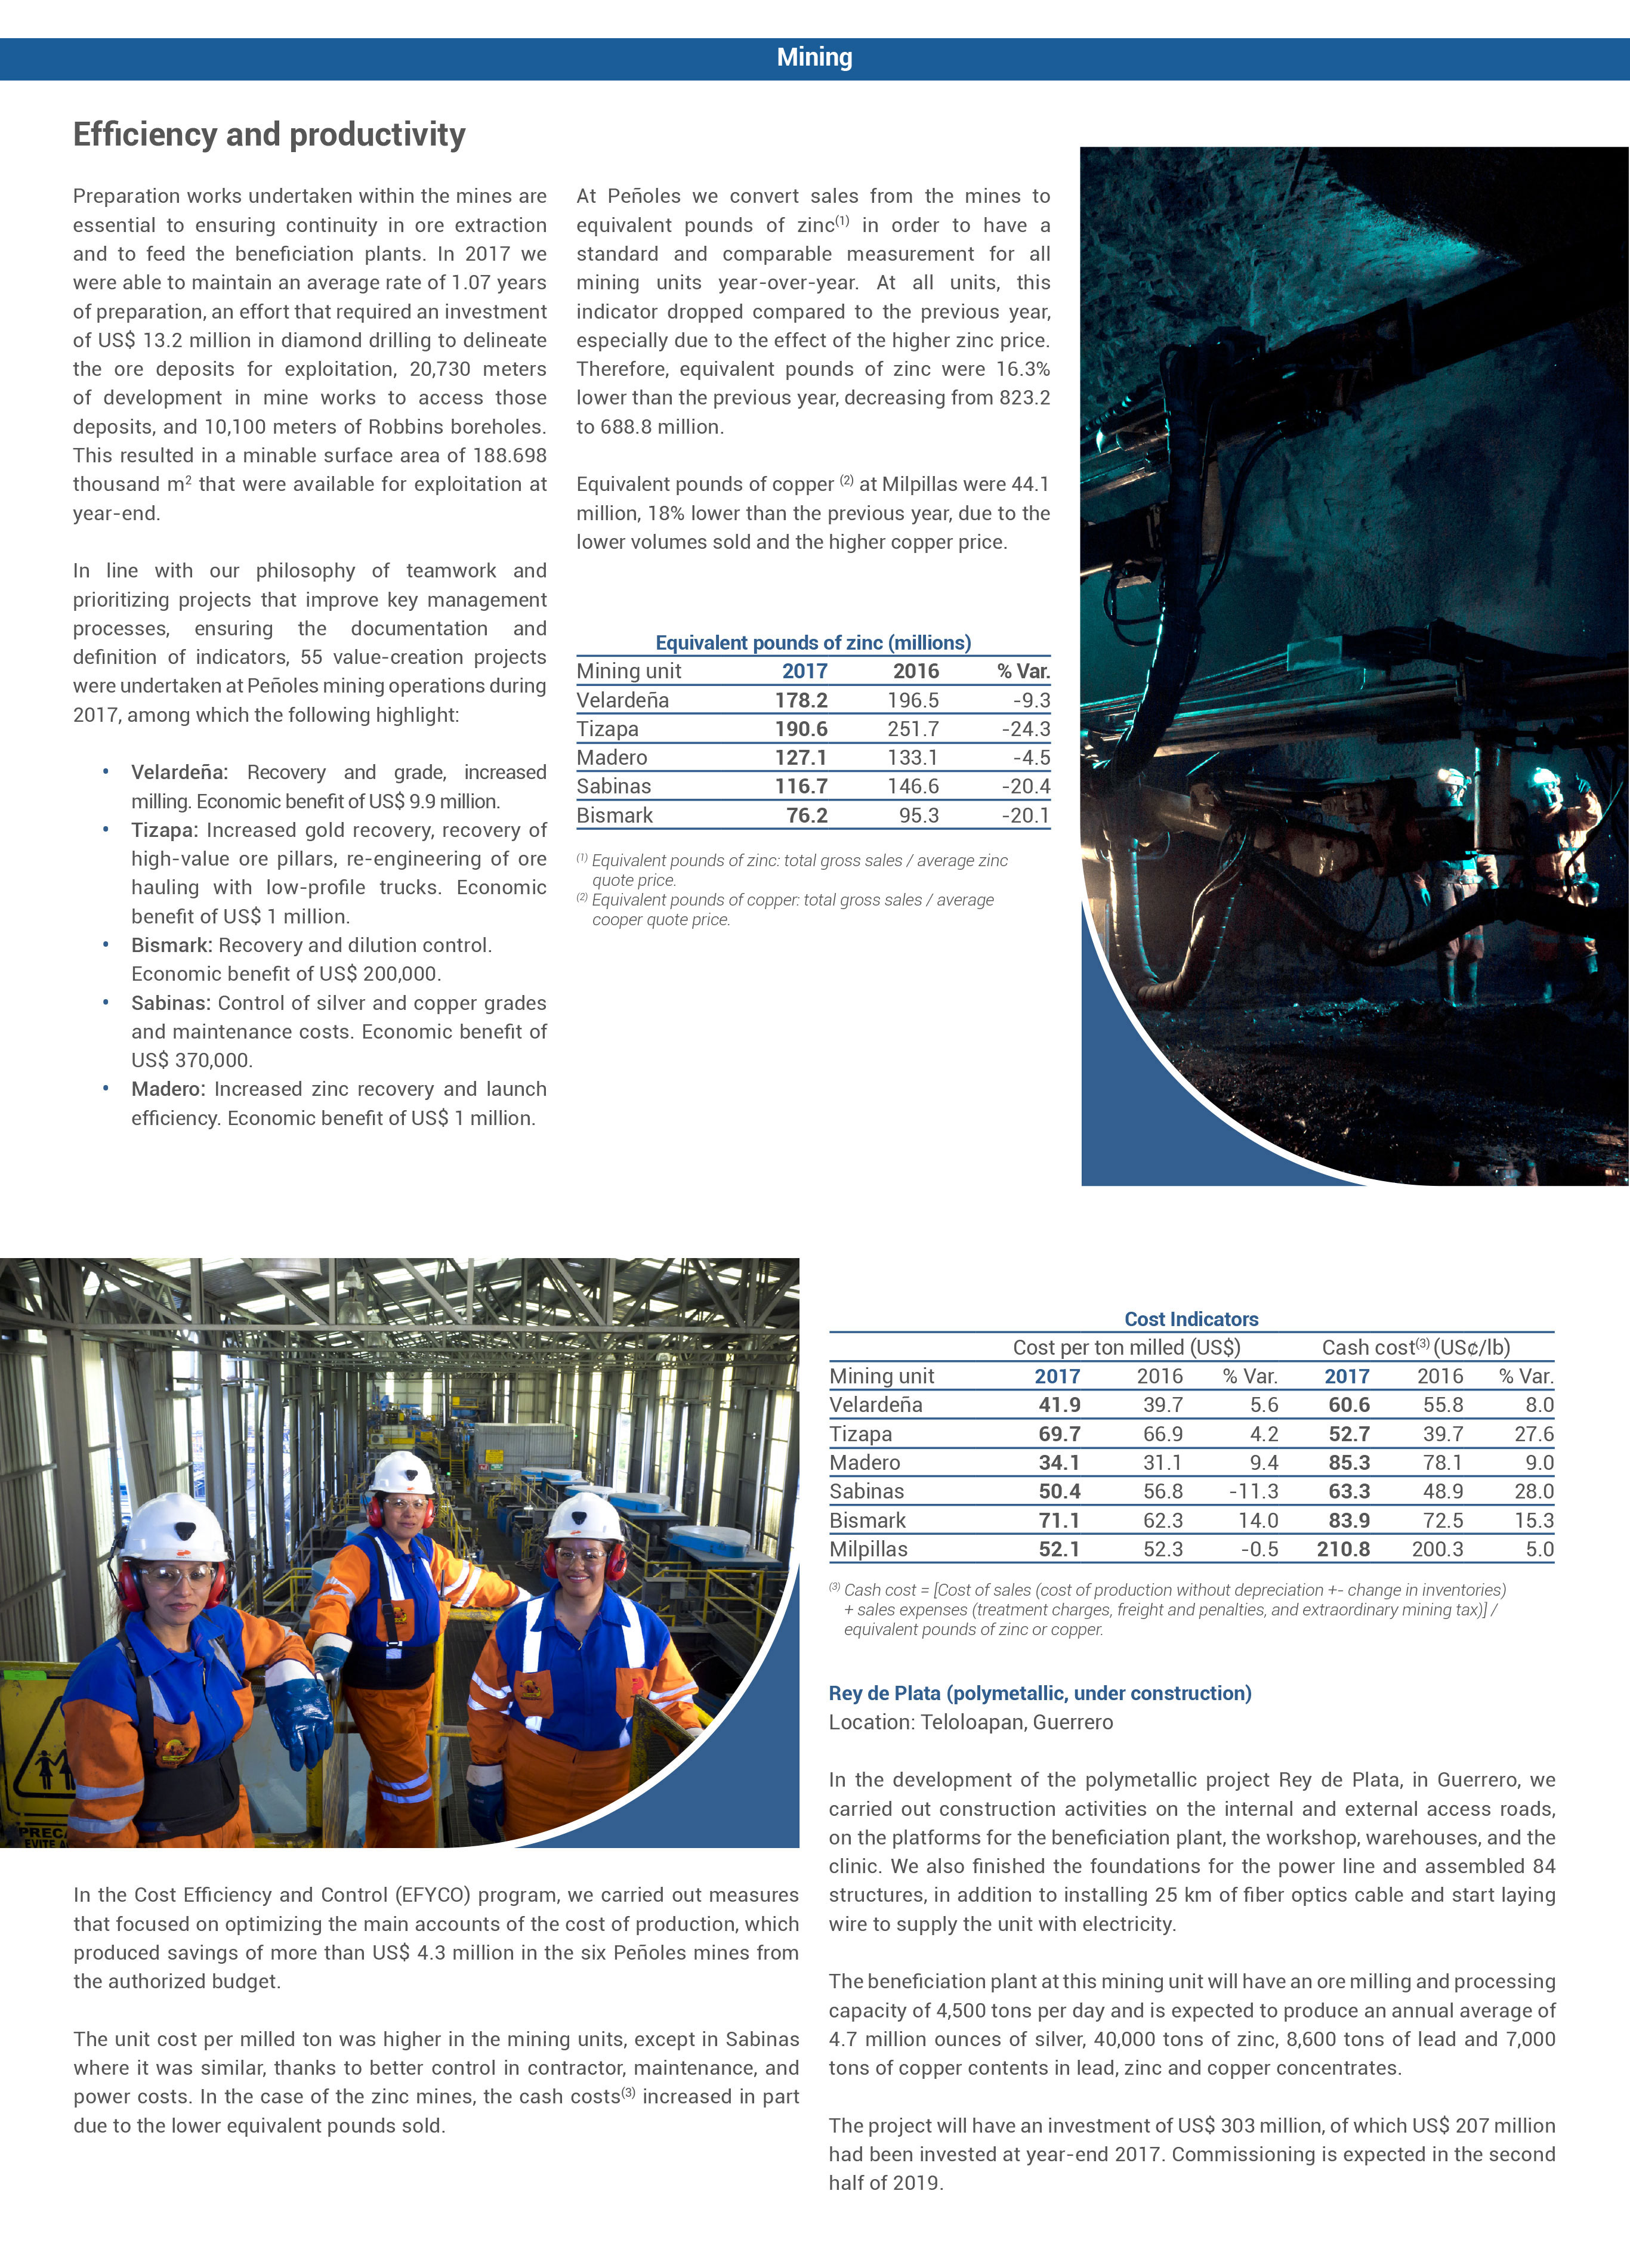 Mining
Efficiency and productivity
Preparation works undertaken within the mines are
essential to ensuring continuity in ore extraction
and to feed the beneficiation plants. In 2017 we
were able to maintain an average rate of 1.07 years
of preparation, an effort that required an investment
of US$ 13.2 million in diamond drilling to delineate
the ore deposits for exploitation, 20,730 meters
of development in mine works to access those
deposits, and 10,100 meters of Robbins boreholes.
This resulted in a minable surface area of 188.698
thousand m² that were available for exploitation at
year-end.
In line with our philosophy of teamwork and
prioritizing projects that improve key management
processes, ensuring the documentation and
definition of indicators, 55 value-creation projects
were undertaken at Peñoles mining operations during
2017, among which the following highlight:
• Velardeña: Recovery and grade, increased
milling. Economic benefit of US$ 9.9 million.
• Tizapa: Increased gold recovery, recovery of
high-value ore pillars, re-engineering of ore
hauling with low-profile trucks. Economic
benefit of US$ 1 million.
• Bismark: Recovery and dilution control.
Economic benefit of US$ 200,000.
• Sabinas: Control of silver and copper grades
and maintenance costs. Economic benefit of
US$ 370,000.
• Madero: Increased zinc recovery and launch
efficiency. Economic benefit of US$ 1 million.
At Peñoles we convert sales from the mines to
equivalent pounds of zinc(1) in order to have a
standard and comparable measurement for all
mining units year-over-year. At all units, this
indicator dropped compared to the previous year,
especially due to the effect of the higher zinc price.
Therefore, equivalent pounds of zinc were 16.3%
lower than the previous year, decreasing from 823.2
to 688.8 million.
Equivalent pounds of copper (2) at Milpillas were 44.1
million, 18% lower than the previous year, due to the
lower volumes sold and the higher copper price.
Equivalent pounds of zinc (millions)
Mining unit 2017 2016 % Var.
Velardeña 178.2 196.5 -9.3
Tizapa 190.6 251.7 -24.3
Madero 127.1 133.1 -4.5
Sabinas 116.7 146.6 -20.4
Bismark 76.2 95.3 -20.1
(1) Equivalent pounds of zinc: total gross sales / average zinc
quote price.
(2) Equivalent pounds of copper: total gross sales / average
cooper quote price.
PREC
EVITE A
In the Cost Efficiency and Control (EFYCO) program, we carried out measures
that focused on optimizing the main accounts of the cost of production, which
produced savings of more than US$ 4.3 million in the six Peñoles mines from
the authorized budget.
The unit cost per milled ton was higher in the mining units, except in Sabinas
where it was similar, thanks to better control in contractor, maintenance, and
power costs. In the case of the zinc mines, the cash costs(3) increased in part
due to the lower equivalent pounds sold.
Cost Indicators
Cost per ton milled (US$) Cash cost(3) (US¢/lb)
Mining unit 2017 2016 % Var. 2017 2016 % Var.
Velardeña 41.9 39.7 5.6 60.6 55.8 8.0
Tizapa 69.7 66.9 4.2 52.7 39.7 27.6
Madero 34.1 31.1 9.4 85.3 78.1 9.0
Sabinas 50.4 56.8 -11.3 63.3 48.9 28.0
Bismark 71.1 62.3 14.0 83.9 72.5 15.3
Milpillas 52.1 52.3 -0.5 210.8 200.3 5.0
(3) Cash cost = [Cost of sales (cost of production without depreciation +- change in inventories)
+ sales expenses (treatment charges, freight and penalties, and extraordinary mining tax)] /
equivalent pounds of zinc or copper.
Rey de Plata (polymetallic, under construction)
Location: Teloloapan, Guerrero
In the development of the polymetallic project Rey de Plata, in Guerrero, we
carried out construction activities on the internal and external access roads,
on the platforms for the beneficiation plant, the workshop, warehouses, and the
clinic. We also finished the foundations for the power line and assembled 84
structures, in addition to installing 25 km of fiber optics cable and start laying
wire to supply the unit with electricity.
The beneficiation plant at this mining unit will have an ore milling and processing
capacity of 4,500 tons per day and is expected to produce an annual average of
4.7 million ounces of silver, 40,000 tons of zinc, 8,600 tons of lead and 7,000
tons of copper contents in lead, zinc and copper concentrates.
The project will have an investment of US$ 303 million, of which US$ 207 million
had been invested at year-end 2017. Commissioning is expected in the second
half of 2019.